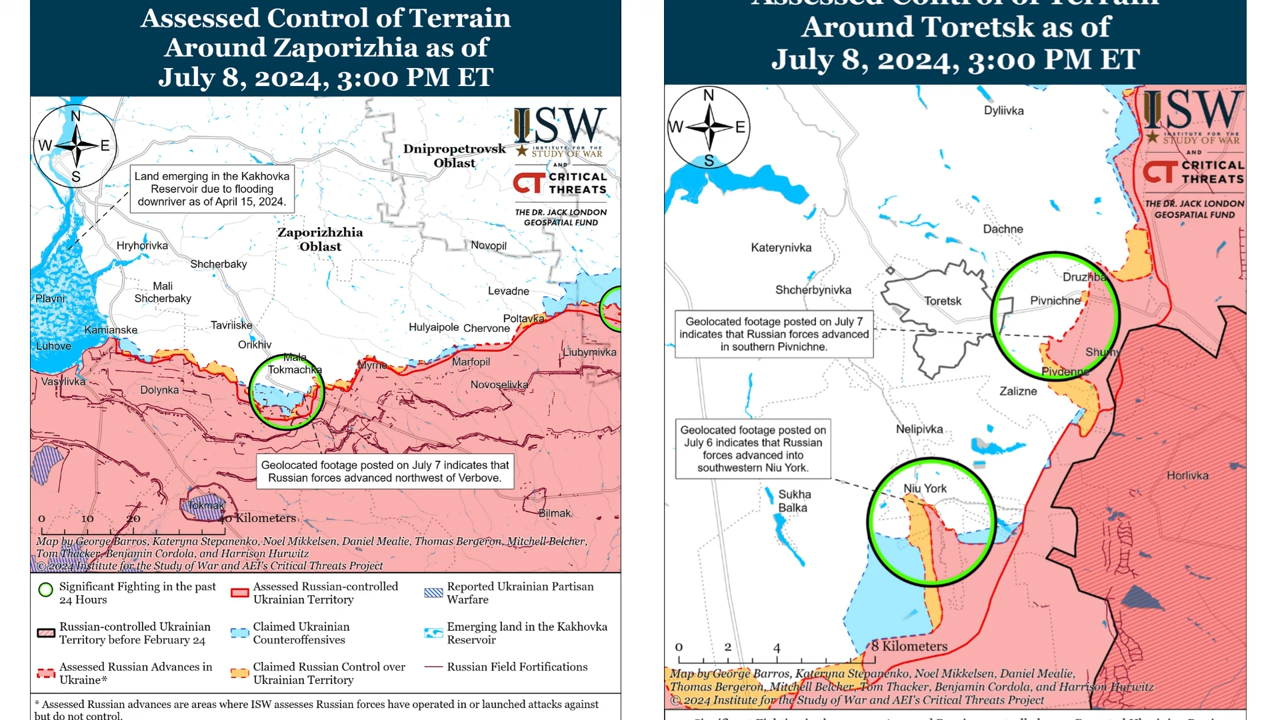 Assessed Control of Terrain
Around Zaporizhia as of
July 8, 2024, 3:00 PM ET
N
W E
S
ISW
INSTITUTE FOR THE
STUDY OF WAR
AND
CT CRITICAL
THREATS
THE DR. JACK LONDON
GEOSPATIAL FUND
Dnipropetrovsk
Oblast
Land emerging in the Kakhovka
Reservoir due to flooding
downriver as of April 15, 2024.
Zaporizhzhia
Oblast
Hryhorivka
Novopil
Shcherbaky
Mali
Shcherbaky
Levadne
Plavni
Poltavka
Kamianske
Tavriiske
Hulyaipole Chervone
Orikhiv
Luhove
Mala
Tokmachka
Myrne
Marfopil
Liubymivka
Vasylivka
Dolynka
Novoselivka
Geolocated footage posted on July 7 indicates that
Russian forces advanced northwest of Verbove.
Tokmak
Bilmak
0 10 20 40 Kilometers
Map by George Barros, Kateryna Stepanenko, Noel Mikkelsen, Daniel Mealie, Thomas Bergeron, Mitchell Belcher,
Tom Thacker, Benjamin Cordola, and Harrison Hurwitz
© 2024 Institute for the Study of War and AEI's Critical Threats Project
Significant Fighting in the past
24 Hours
Assessed Russian-controlled
Ukrainian Territory
Reported Ukrainian Partisan
Warfare
Russian-controlled Ukrainian
Territory before February 24
Claimed Ukrainian
Counteroffensives
Emerging land in the Kakhovka
Reservoir
Assessed Russian Advances in
Ukraine*
Claimed Russian Control over
Ukrainian Territory
Russian Field Fortifications
* Assessed Russian advances are areas where ISW assesses Russian forces have operated in or launched attacks against
but do not control.
Assessed Control of Terrain
Around Toretsk as of
July 8, 2024, 3:00 PM ET
N
W E
S
ISW
INSTITUTE FOR THE
STUDY OF WAR
AND
CT CRITICAL
THREATS
THE DR. JACK LONDON
GEOSPATIAL FUND
Dyliivka
Dachne
Katerynivka
Druzhba
Shcherbynivka
Toretsk
Pivnichne
Geolocated footage posted on July 7
indicates that Russian forces advanced
in southern Pivnichne.
Shumy
Pivdenne
Zalizne
Geolocated footage posted on
July 6 indicates that Russian
forces advanced into
southwestern Niu York.
Nelipivka
Horlivka
Niu York
Sukha
Balka
0 2 4 8 Kilometers
Map by George Barros, Kateryna Stepanenko, Noel Mikkelsen, Daniel Mealie,
Thomas Bergeron, Mitchell Belcher, Tom Thacker, Benjamin Cordola, and Harrison Hurwitz
© 2024 Institute for the Study of War and AEI's Critical Threats Project